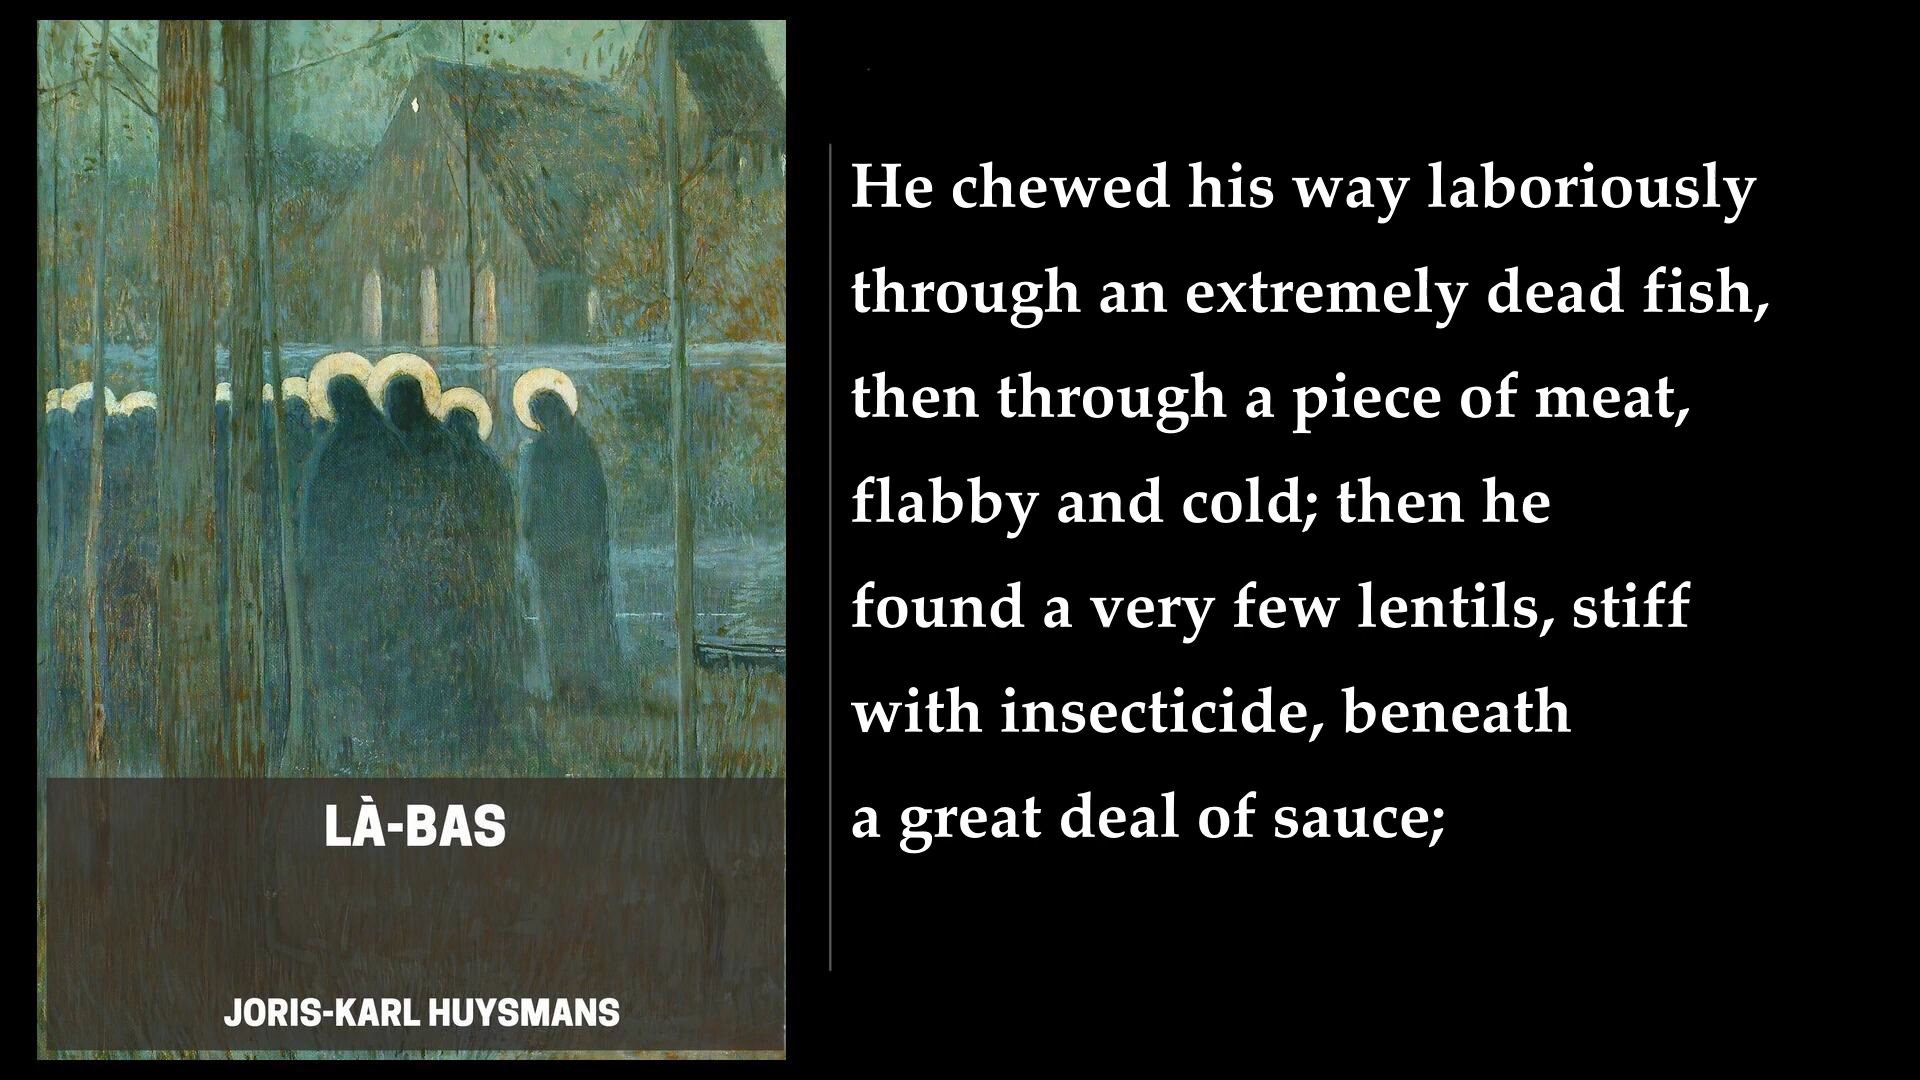 LÀ-BAS
JORIS-KARL HUYSMANS
He chewed his way laboriously
through an extremely dead fish,
then through a piece of meat,
flabby and cold; then he
found a very few lentils, stiff
with insecticide, beneath
a great deal of sauce;